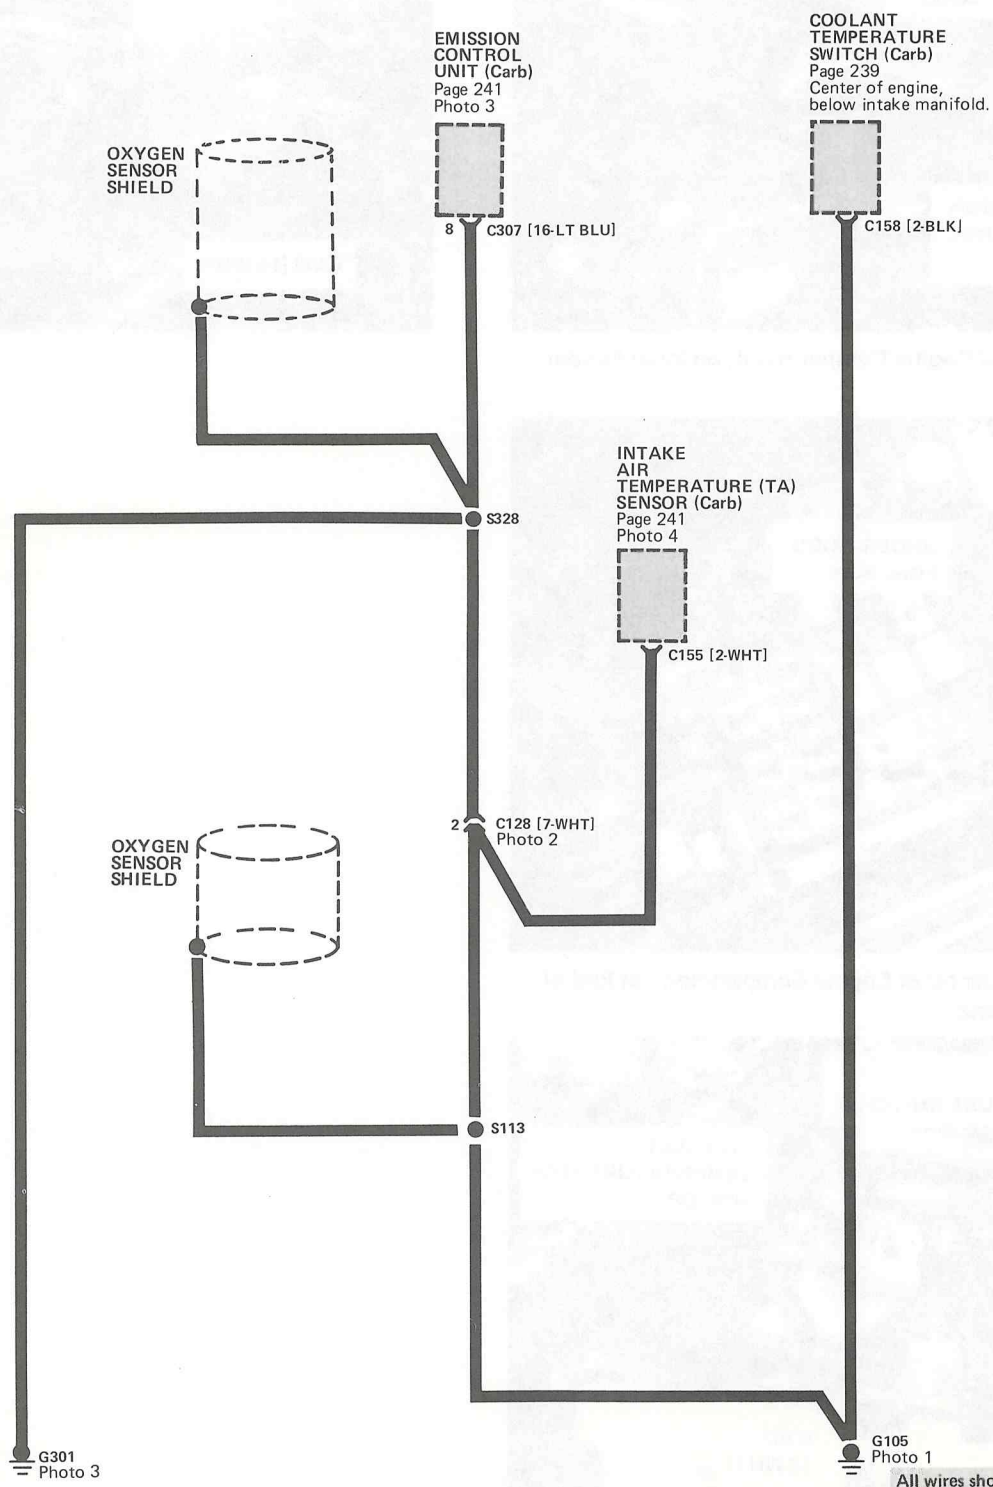 COOLANT
TEMPERATURE
SWITCH (Carb)
Page 239
Center of engine,
below intake manifold.
EMISSION
CONTROL
UNIT (Carb)
Page 241
Photo 3
OXYGEN
SENSOR
SHIELD
8
C307 [16-LT BLU]
C158 [2-BLK]
INTAKE
AIR
TEMPERATURE (TA)
SENSOR (Carb)
Page 241
Photo 4
S328
C155 [2-WHT]
2
C128 [7-WHT]
Photo 2
OXYGEN
SENSOR
SHIELD
S113
G301
Photo 3
G105
Photo 1
All wires sho